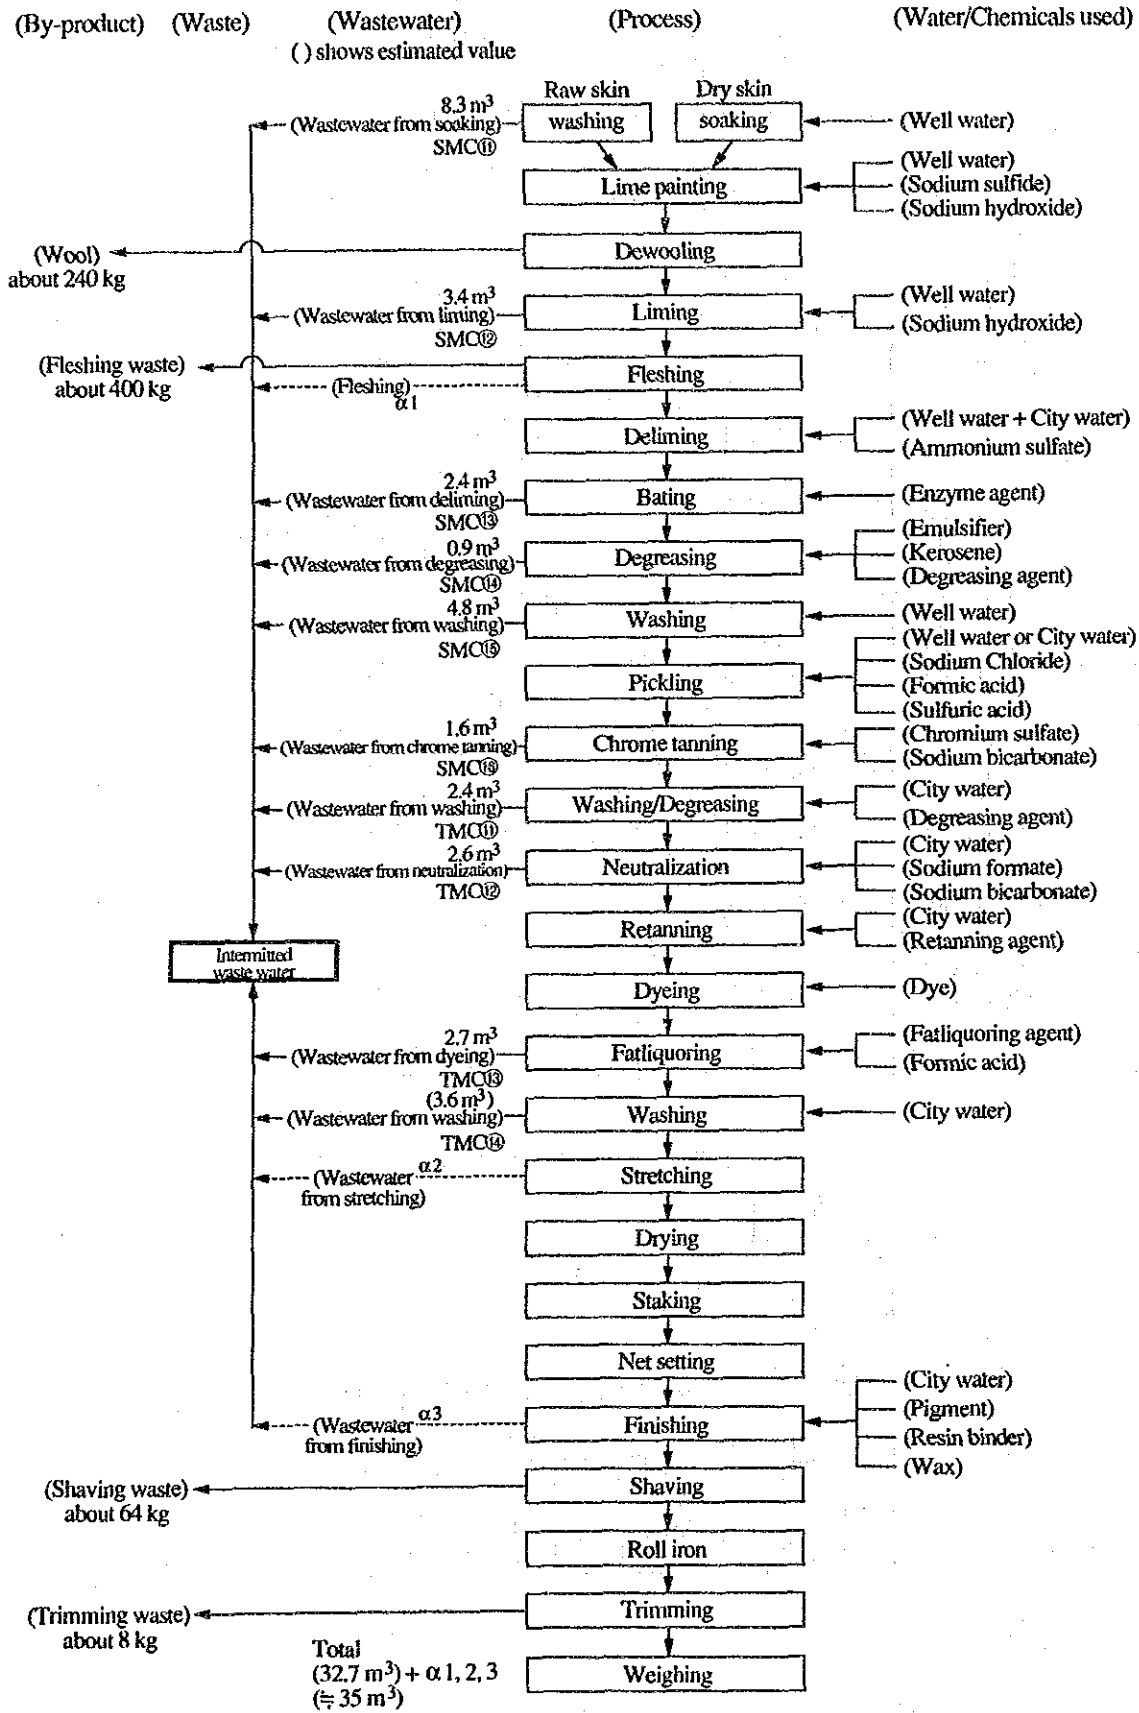 (By-product) (Waste) (Wastewater) (Process) (Water/Chemicals used)
( ) shows estimated value
Raw skin Dry skin
8.3 m³
(Wastewater from soaking) washing soaking (Well water)
SMC⑪
(Well water)
Lime painting (Sodium sulfide)
(Sodium hydroxide)
(Wool) Dewooling
about 240 kg
3.4 m³ (Well water)
(Wastewater from liming) Liming
SMC⑫ (Sodium hydroxide)
(Fleshing waste) Fleshing
about 400 kg (Fleshing)
α1
(Well water + City water)
Deliming
(Ammonium sulfate)
2.4 m³
(Wastewater from deliming) Bating (Enzyme agent)
SMC⑬
(Emulsifier)
0.9 m³
(Wastewater from degreasing) Degreasing (Kerosene)
SMC⑭ (Degreasing agent)
4.8 m³
(Wastewater from washing) Washing (Well water)
SMC⑮
(Well water or City water)
(Sodium Chloride)
Pickling (Formic acid)
(Sulfuric acid)
1.6 m³ (Chromium sulfate)
(Wastewater from chrome tanning) Chrome tanning
SMC⑯ (Sodium bicarbonate)
2.4 m³ (City water)
(Wastewater from washing) Washing/Degreasing
TMC⑪ (Degreasing agent)
2.6 m³ (City water)
(Wastewater from neutralization) Neutralization (Sodium formate)
TMC⑫ (Sodium bicarbonate)
(City water)
Retanning
(Retanning agent)
Intermitted
waste water
Dyeing (Dye)
2.7 m³ (Fatliquoring agent)
(Wastewater from dyeing) Fatliquoring
TMC⑬ (Formic acid)
(3.6 m³)
(Wastewater from washing) Washing (City water)
TMC⑭
α2
(Wastewater Stretching
from stretching)
Drying
Staking
Net setting
(City water)
α3 (Pigment)
(Wastewater Finishing
from finishing) (Resin binder)
(Wax)
(Shaving waste) Shaving
about 64 kg
Roll iron
(Trimming waste) Trimming
about 8 kg
Total
(32.7 m³) + α 1, 2, 3 Weighing
(≒ 35 m³)